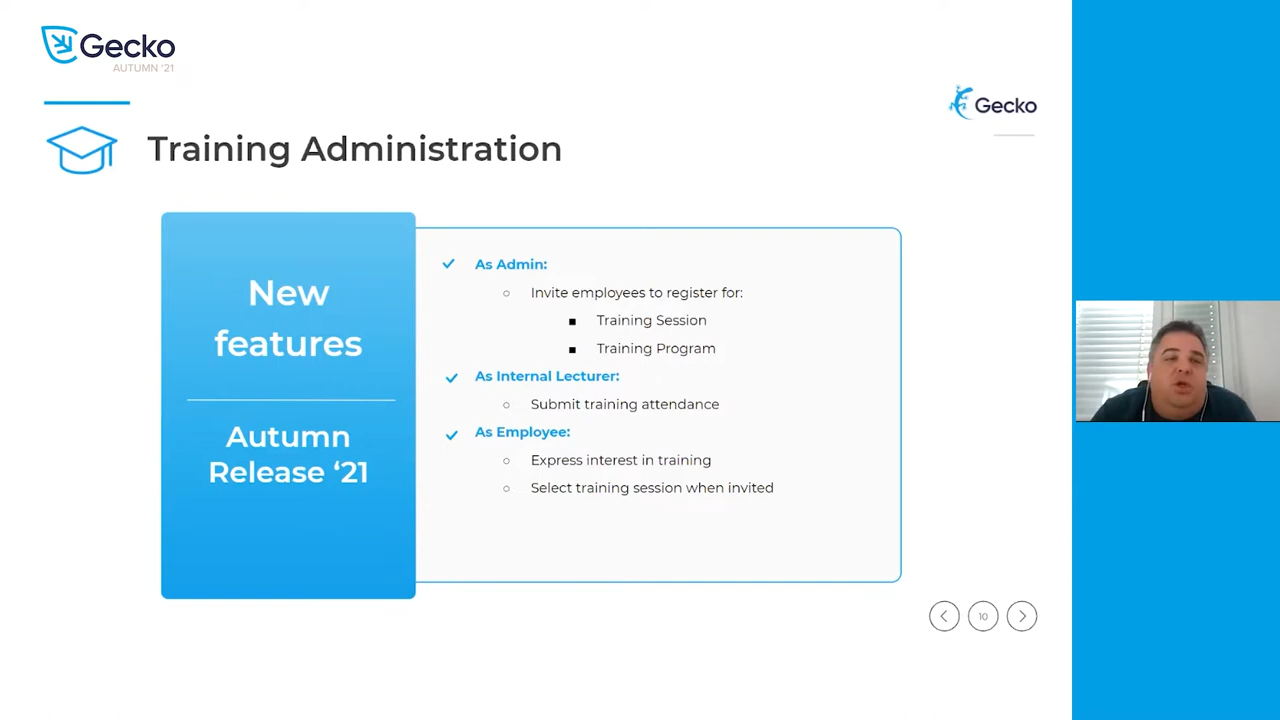 Gecko
AUTUMN '21
Gecko
Training Administration
New
features
Autumn
Release ‘21
As Admin:
Invite employees to register for:
Training Session
Training Program
As Internal Lecturer:
Submit training attendance
As Employee:
Express interest in training
Select training session when invited
10